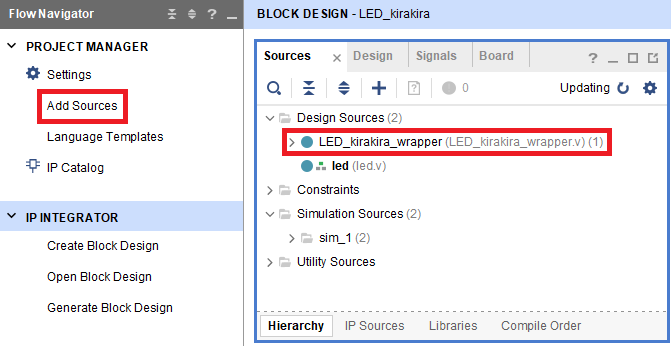 Flow Navigator
PROJECT MANAGER
Settings
Add Sources
Language Templates
IP Catalog
IP INTEGRATOR
Create Block Design
Open Block Design
Generate Block Design
BLOCK DESIGN - LED_kirakira
Sources Design Signals Board
0 Updating
Design Sources (2)
LED_kirakira_wrapper (LED_kirakira_wrapper.v) (1)
led (led.v)
Constraints
Simulation Sources (2)
sim_1 (2)
Utility Sources
Hierarchy IP Sources Libraries Compile Order